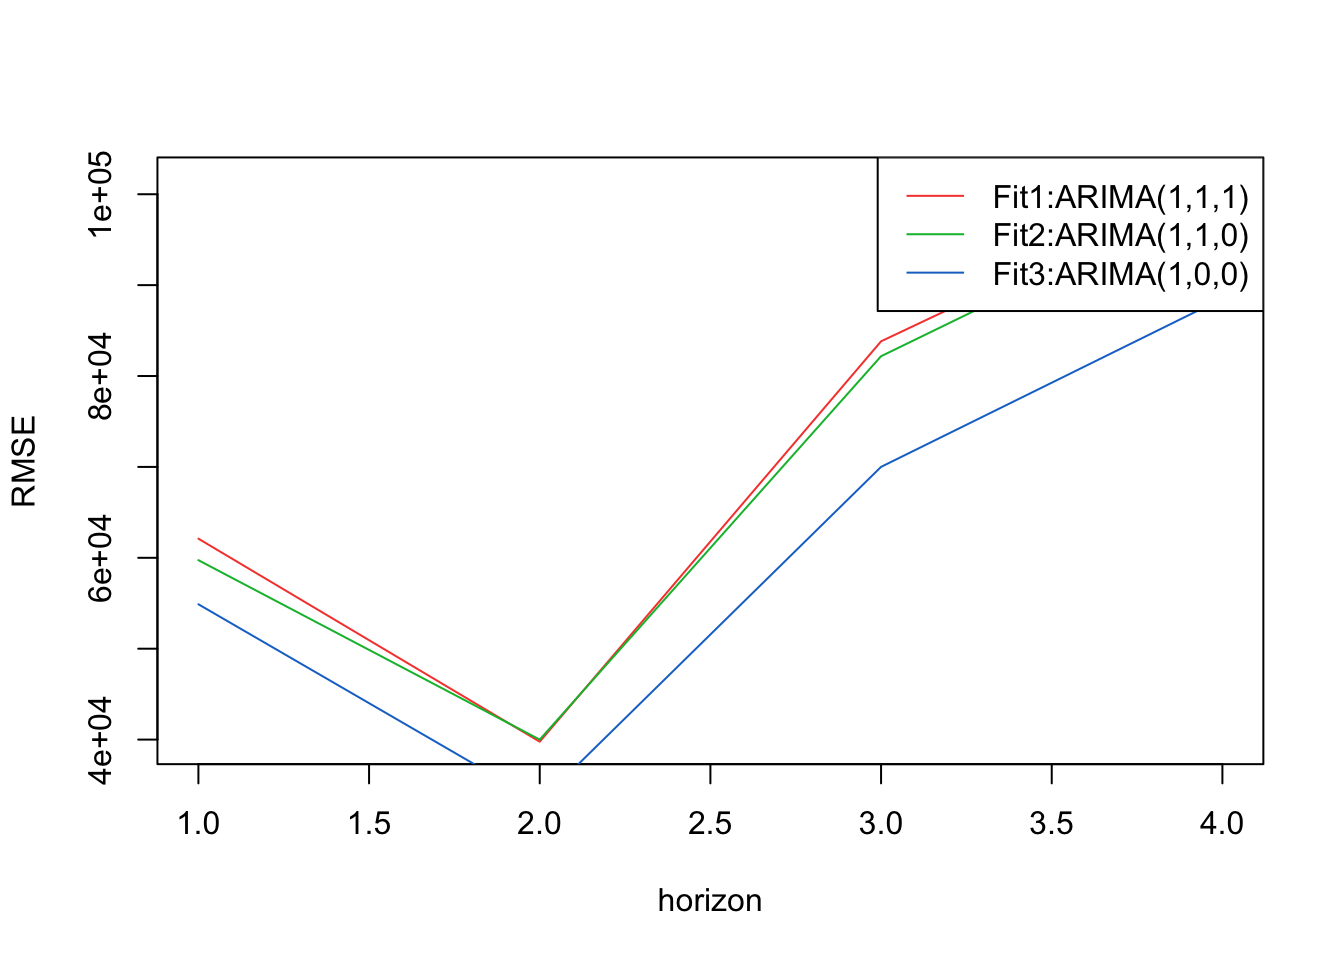 Fit1:ARIMA(1,1,1)
Fit2:ARIMA(1,1,0)
Fit3:ARIMA(1,0,0)
RMSE
1e+05
8e+04
6e+04
4e+04
1.0 1.5 2.0 2.5 3.0 3.5 4.0
horizon